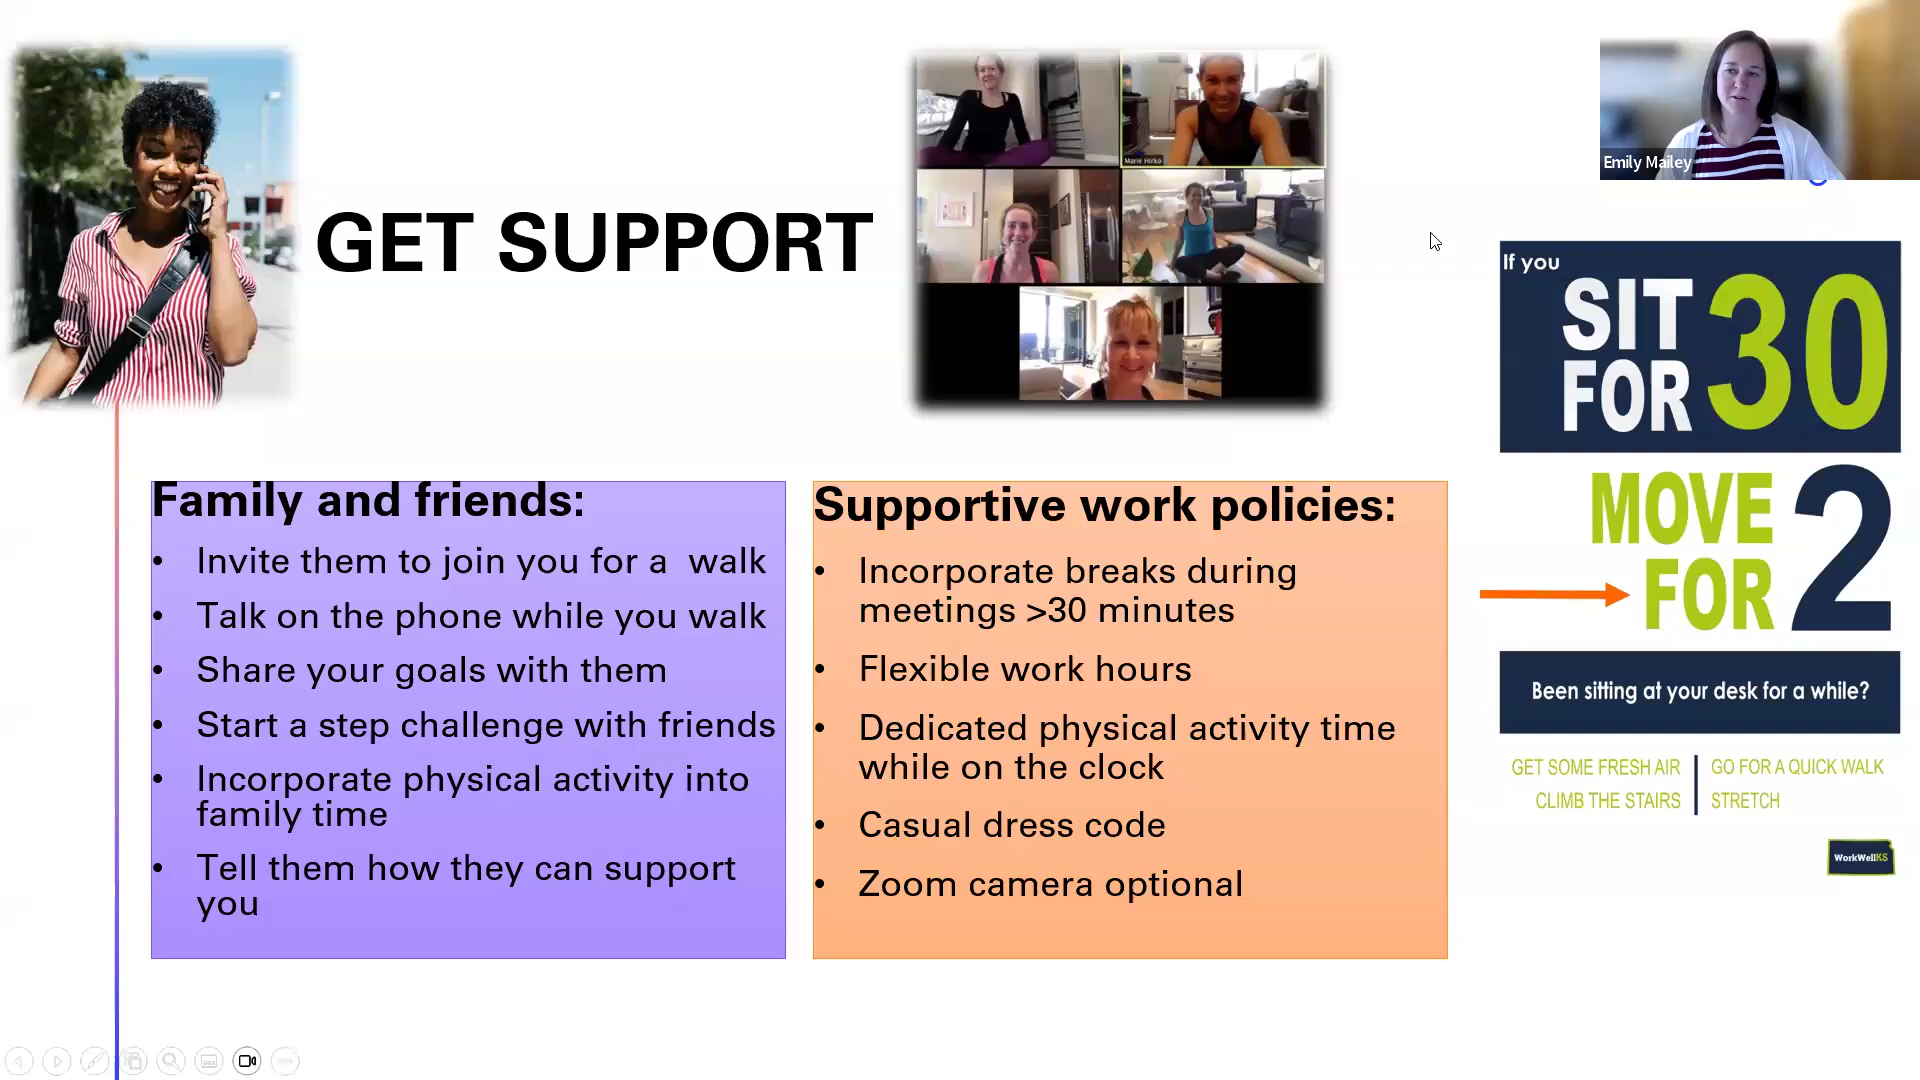 GET SUPPORT
Marie Hirko
Emily Mailey
Family and friends:
• Invite them to join you for a walk
• Talk on the phone while you walk
• Share your goals with them
• Start a step challenge with friends
• Incorporate physical activity into
family time
• Tell them how they can support
you
Supportive work policies:
• Incorporate breaks during
meetings >30 minutes
• Flexible work hours
• Dedicated physical activity time
while on the clock
• Casual dress code
• Zoom camera optional
If you
SIT
FOR 30
MOVE
FOR 2
Been sitting at your desk for a while?
GET SOME FRESH AIR
CLIMB THE STAIRS
GO FOR A QUICK WALK
STRETCH
WorkWellKS